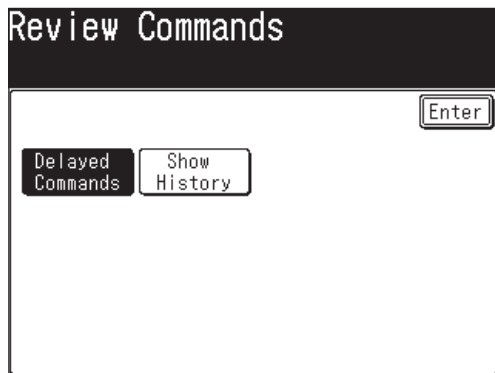 Review Commands
Enter
Delayed
Commands
Show
History